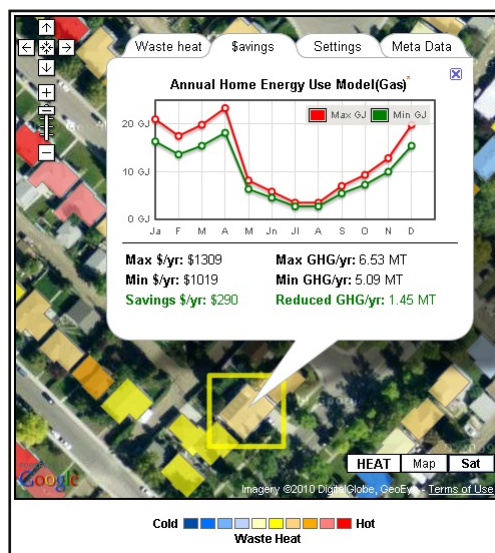 Waste heat $avings Settings Meta Data
Annual Home Energy Use Model(Gas)*
Max GJ Min GJ
20 GJ
10 GJ
0 GJ
Ja F M A M Jn Jl A S O N D
Max $/yr: $1309 Max GHG/yr: 6.53 MT
Min $/yr: $1019 Min GHG/yr: 5.09 MT
Savings $/yr: $290 Reduced GHG/yr: 1.45 MT
HEAT Map Sat
Google
Imagery ©2010 DigitalGlobe, GeoEye - Terms of Use
Cold Hot
Waste Heat